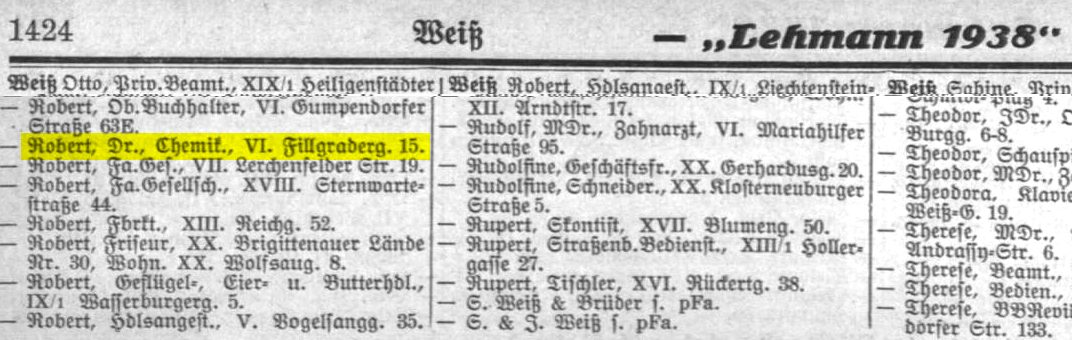 1424
Weiß
— „Lehmann 1938“
Weiß Otto, Priv.Beamt., XIX/1 Heiligenstädter
— Robert, Ob.Buchhalter, VI. Gumpendorfer
Straße 63E.
— Robert, Dr., Chemik., VI. Fillgraderg. 15.
— Robert, Fa.Ges., VII. Lerchenfelder Str. 19.
— Robert, Fa.Gesellsch., XVIII. Sternwarte-
straße 44.
— Robert, Fbrkt., XIII. Reichg. 52.
— Robert, Friseur, XX. Brigittenauer Lände
Nr. 30, Wohn. XX. Wolfsaug. 8.
— Robert, Geflügel-, Eier- u. Butterhdl.,
IX/1 Wasserburgerg. 5.
— Robert, Hdlsangest., V. Vogelsangg. 35.
Weiß Robert, Hdlsangest., IX/1 Liechtenstein-
XII. Arndtstr. 17.
— Rudolf, MDr., Zahnarzt, VI. Mariahilfer
Straße 95.
— Rudolfine, Geschäftsfr., XX. Gerhardusg. 20.
— Rudolfine, Schneider., XX. Klosterneuburger
Straße 5.
— Rupert, Skontist, XVII. Blumeng. 50.
— Rupert, Straßenb.Bedienst., XIII/1 Holler-
gasse 27.
— Rupert, Tischler, XVI. Rückertg. 38.
— S. Weiß & Brüder s. pFa.
— S. & J. Weiß s. pFa.
Weiß Sabine, Priv
— Theodor, JDr.,
Burgg. 6-8.
— Theodor, Schausp
— Theodor, MDr.,
— Theodora, Klavie
Weiß-G. 19.
— Therese, MDr.,
Andrassy-Str. 6.
— Therese, Beamt.,
— Therese, Bedien.,
— Therese, BBRevi
dorfer Str. 133.